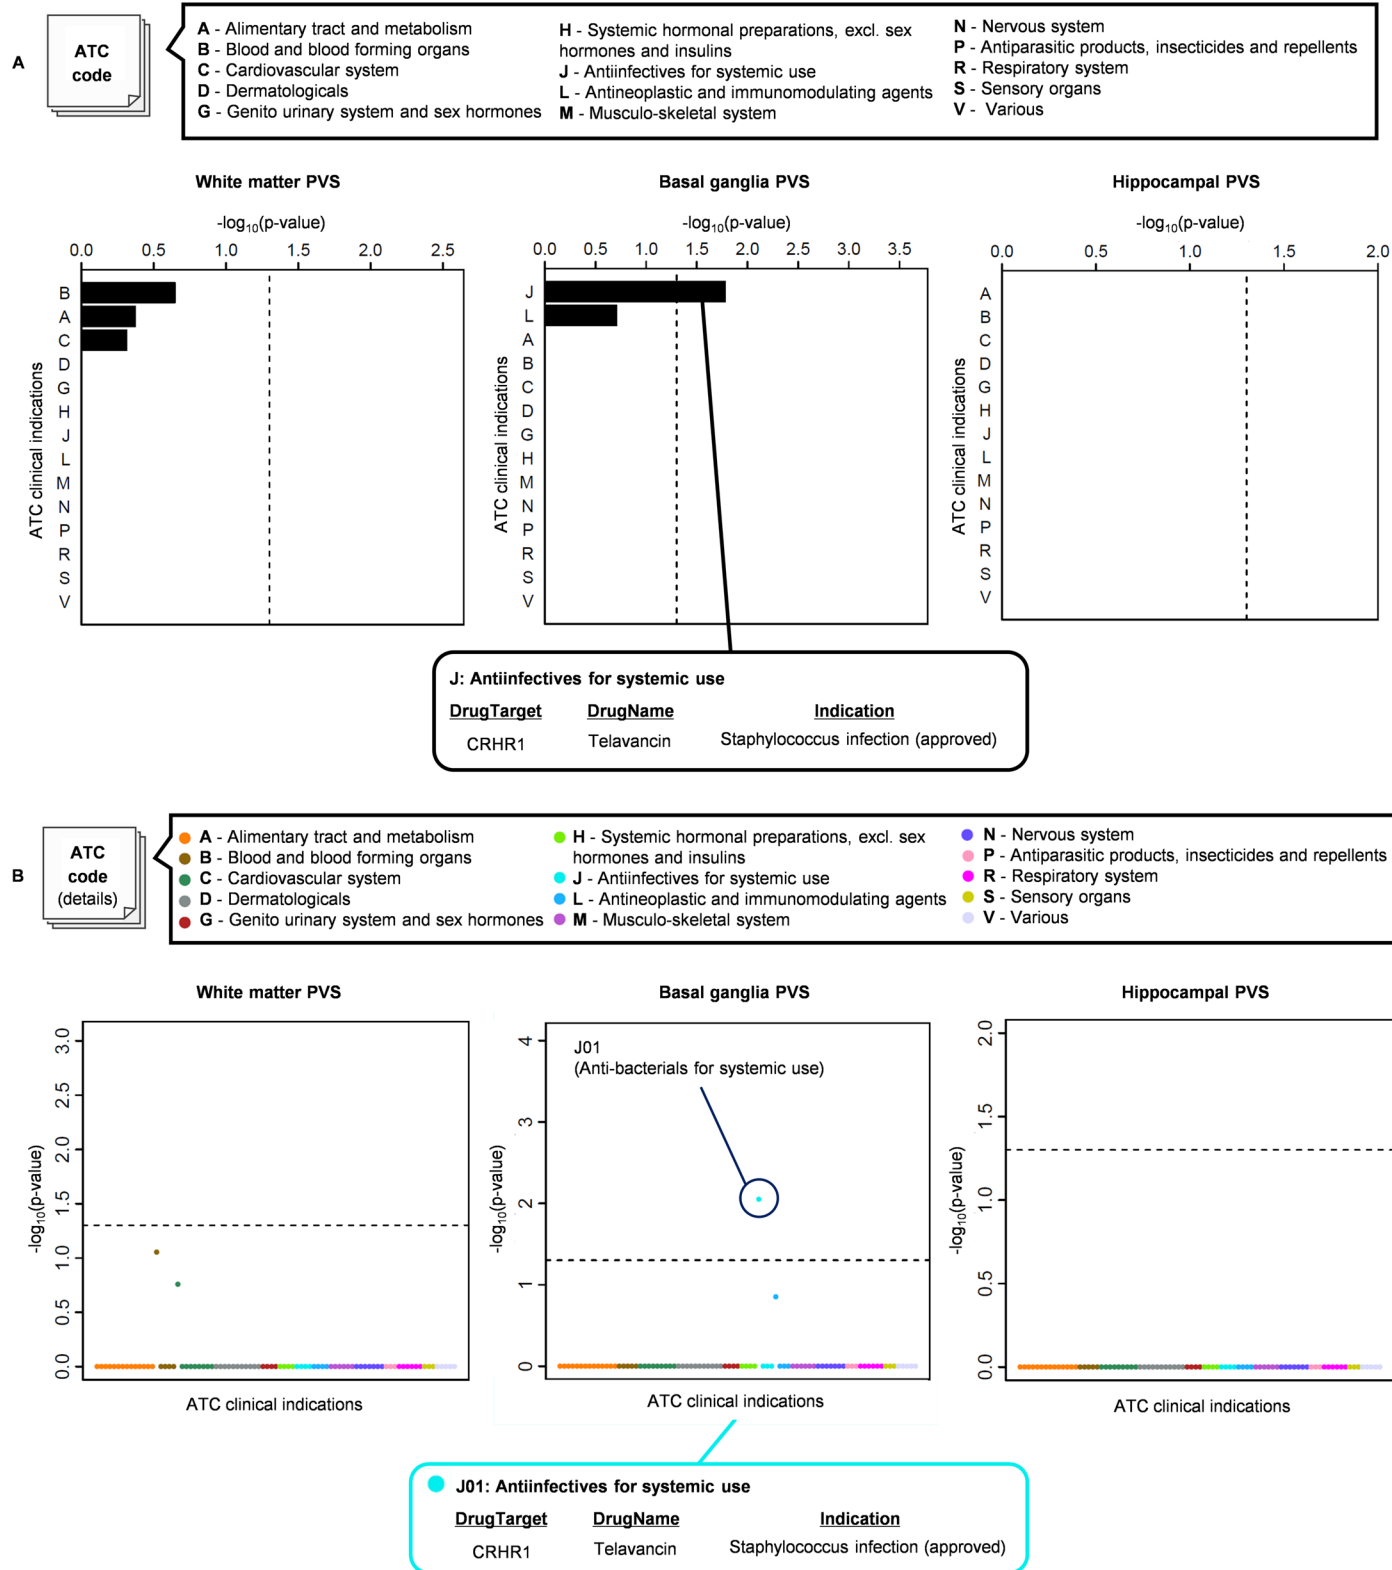 A
ATC
code
A - Alimentary tract and metabolism
B - Blood and blood forming organs
C - Cardiovascular system
D - Dermatologicals
G - Genito urinary system and sex hormones
H - Systemic hormonal preparations, excl. sex
hormones and insulins
J - Antiinfectives for systemic use
L - Antineoplastic and immunomodulating agents
M - Musculo-skeletal system
N - Nervous system
P - Antiparasitic products, insecticides and repellents
R - Respiratory system
S - Sensory organs
V - Various
White matter PVS
-log10(p-value)
0.0 0.5 1.0 1.5 2.0 2.5
ATC clinical indications
B
A
C
D
G
H
J
L
M
N
P
R
S
V
Basal ganglia PVS
-log10(p-value)
0.0 0.5 1.0 1.5 2.0 2.5 3.0 3.5
ATC clinical indications
J
L
A
B
C
D
G
H
M
N
P
R
S
V
Hippocampal PVS
-log10(p-value)
0.0 0.5 1.0 1.5 2.0
ATC clinical indications
A
B
C
D
G
H
J
L
M
N
P
R
S
V
J: Antiinfectives for systemic use
DrugTarget DrugName Indication
CRHR1 Telavancin Staphylococcus infection (approved)
B
ATC
code
(details)
A - Alimentary tract and metabolism
B - Blood and blood forming organs
C - Cardiovascular system
D - Dermatologicals
G - Genito urinary system and sex hormones
H - Systemic hormonal preparations, excl. sex
hormones and insulins
J - Antiinfectives for systemic use
L - Antineoplastic and immunomodulating agents
M - Musculo-skeletal system
N - Nervous system
P - Antiparasitic products, insecticides and repellents
R - Respiratory system
S - Sensory organs
V - Various
White matter PVS
-log10(p-value)
3.0
2.5
2.0
1.5
1.0
0.5
0.0
ATC clinical indications
Basal ganglia PVS
-log10(p-value)
4
3
2
1
0
J01
(Anti-bacterials for systemic use)
ATC clinical indications
Hippocampal PVS
-log10(p-value)
2.0
1.5
1.0
0.5
0.0
ATC clinical indications
J01: Antiinfectives for systemic use
DrugTarget DrugName Indication
CRHR1 Telavancin Staphylococcus infection (approved)